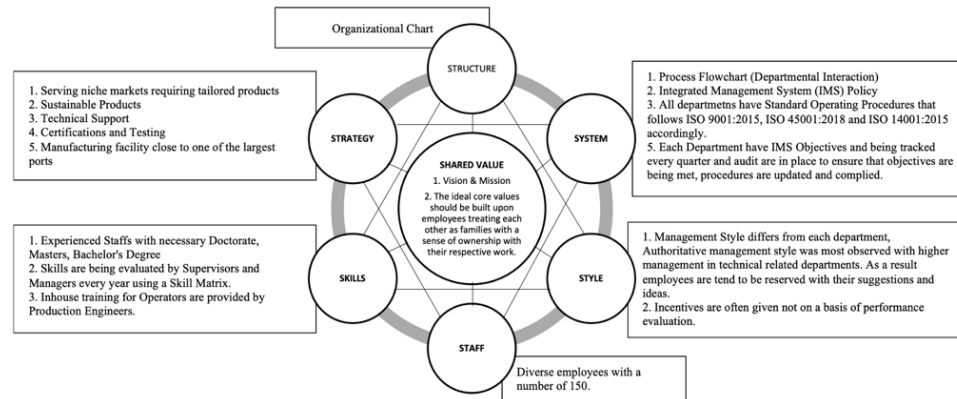 Organizational Chart
STRUCTURE
1. Serving niche markets requiring tailored products
2. Sustainable Products
3. Technical Support
4. Certifications and Testing
5. Manufacturing facility close to one of the largest
ports
STRATEGY
SYSTEM
1. Process Flowchart (Departmental Interaction)
2. Integrated Management System (IMS) Policy
3. All departmetns have Standard Operating Procedures that
follows ISO 9001:2015, ISO 45001:2018 and ISO 14001:2015
accordingly.
5. Each Department have IMS Objectives and being tracked
every quarter and audit are in place to ensure that objectives are
being met, procedures are updated and complied.
SHARED VALUE
1. Vision & Mission
2. The ideal core values
should be built upon
employees treating each
other as families with a
sense of ownership with
their respective work.
1. Experienced Staffs with necessary Doctorate,
Masters, Bachelor's Degree
2. Skills are being evaluated by Supervisors and
Managers every year using a Skill Matrix.
3. Inhouse training for Operators are provided by
Production Engineers.
SKILLS
STYLE
1. Management Style differs from each department,
Authoritative management style was most observed with higher
management in technical related departments. As a result
employees are tend to be reserved with their suggestions and
ideas.
2. Incentives are often given not on a basis of performance
evaluation.
STAFF
Diverse employees with a
number of 150.